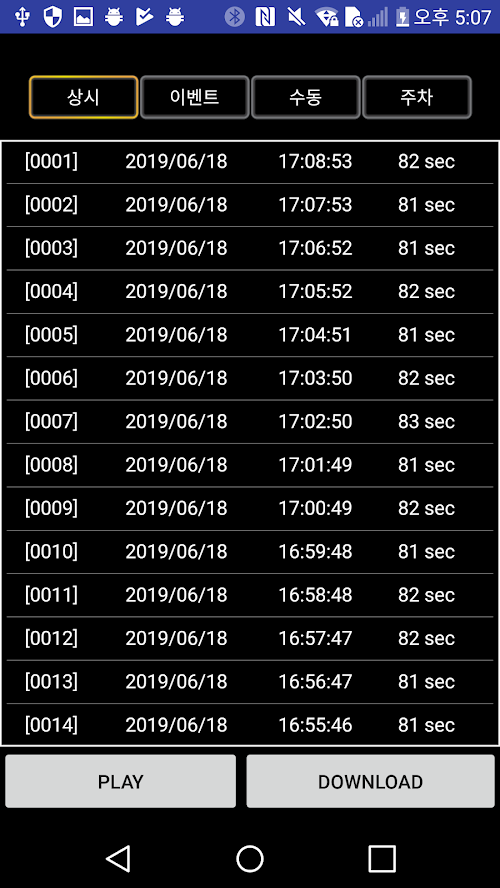 오후 5:07
상시 이벤트 수동 주차
[0001] 2019/06/18 17:08:53 82 sec
[0002] 2019/06/18 17:07:53 81 sec
[0003] 2019/06/18 17:06:52 81 sec
[0004] 2019/06/18 17:05:52 82 sec
[0005] 2019/06/18 17:04:51 81 sec
[0006] 2019/06/18 17:03:50 82 sec
[0007] 2019/06/18 17:02:50 83 sec
[0008] 2019/06/18 17:01:49 81 sec
[0009] 2019/06/18 17:00:49 82 sec
[0010] 2019/06/18 16:59:48 81 sec
[0011] 2019/06/18 16:58:48 82 sec
[0012] 2019/06/18 16:57:47 82 sec
[0013] 2019/06/18 16:56:47 81 sec
[0014] 2019/06/18 16:55:46 81 sec
PLAY DOWNLOAD